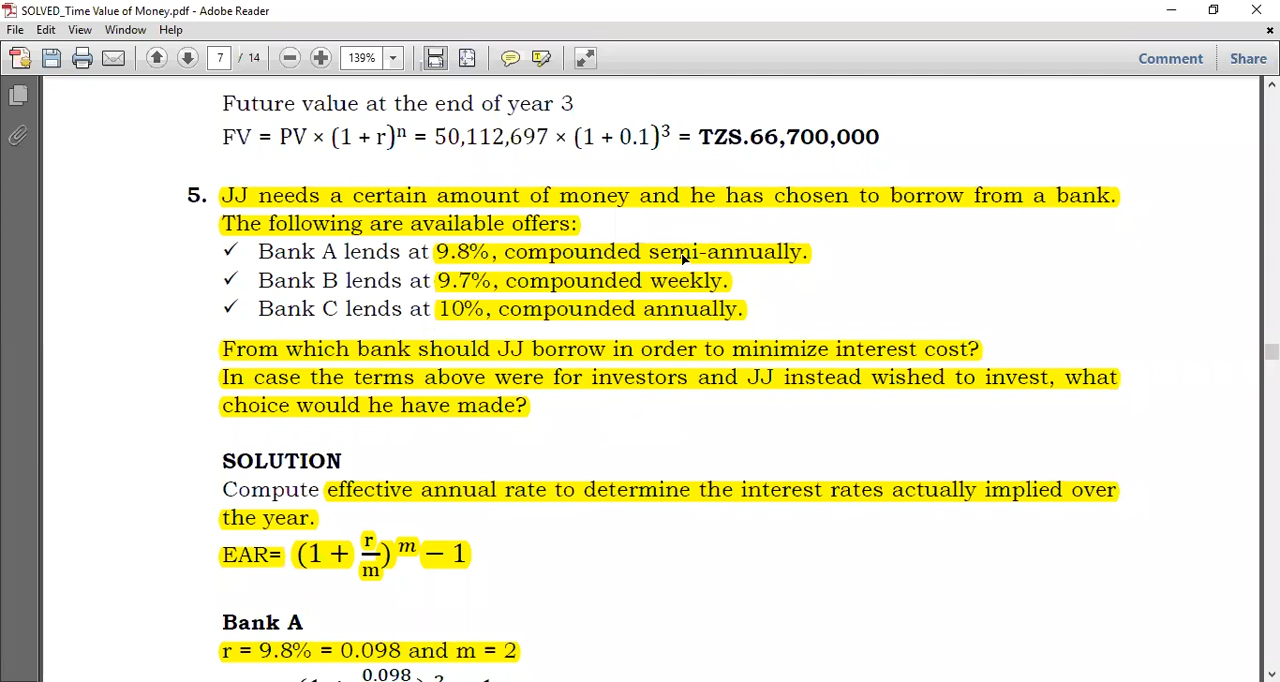 SOLVED_Time Value of Money.pdf - Adobe Reader
File Edit View Window Help
7 / 14 139% Comment Share
Future value at the end of year 3
FV = PV × (1 + r)ⁿ = 50,112,697 × (1 + 0.1)³ = TZS.66,700,000
5. JJ needs a certain amount of money and he has chosen to borrow from a bank.
The following are available offers:
✓ Bank A lends at 9.8%, compounded semi-annually.
✓ Bank B lends at 9.7%, compounded weekly.
✓ Bank C lends at 10%, compounded annually.
From which bank should JJ borrow in order to minimize interest cost?
In case the terms above were for investors and JJ instead wished to invest, what
choice would he have made?
SOLUTION
Compute effective annual rate to determine the interest rates actually implied over
the year.
EAR= (1 + r/m)^m − 1
Bank A
r = 9.8% = 0.098 and m = 2
0.098